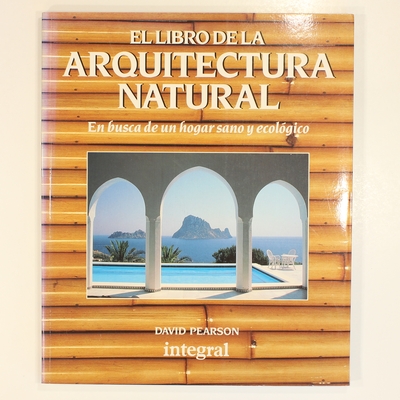 EL LIBRO DE LA
ARQUITECTURA
NATURAL
En busca de un hogar sano y ecológico
DAVID PEARSON
integral